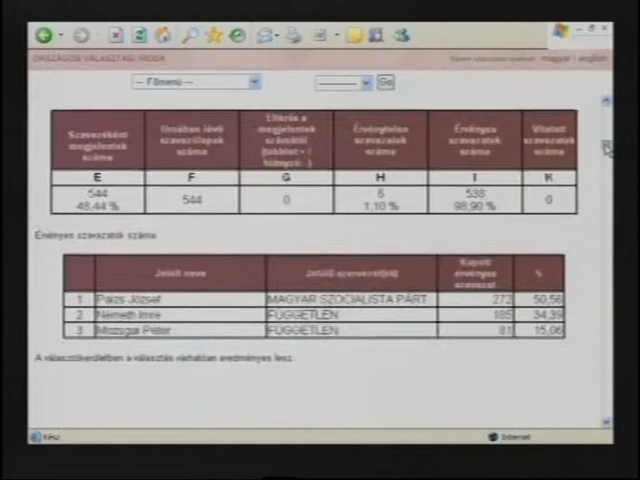 ORSZÁGOS VÁLASZTÁSI IRODA
magyar | english
--- Főmenü ---
Go
Szavazóként megjelentek száma
Urnában lévő szavazólapok száma
Eltérés a megjelentek számától (többlet:+ / hiányzó: -)
Érvénytelen szavazatok száma
Érvényes szavazatok száma
Vitatott szavazatok száma
E F G H I K
544 48,44 % 544 0 6 1,10 % 538 98,90 % 0
Érvényes szavazatok száma
Jelölt neve Jelölő szervezet(ek) Kapott érvényes szavazat %
1 Paizs József MAGYAR SZOCIALISTA PÁRT 272 50,56
2 Németh Imre FÜGGETLEN 185 34,39
3 Mozsgai Péter FÜGGETLEN 81 15,06
A választókerületben a választás várhatóan eredményes lesz.
Kész
Internet